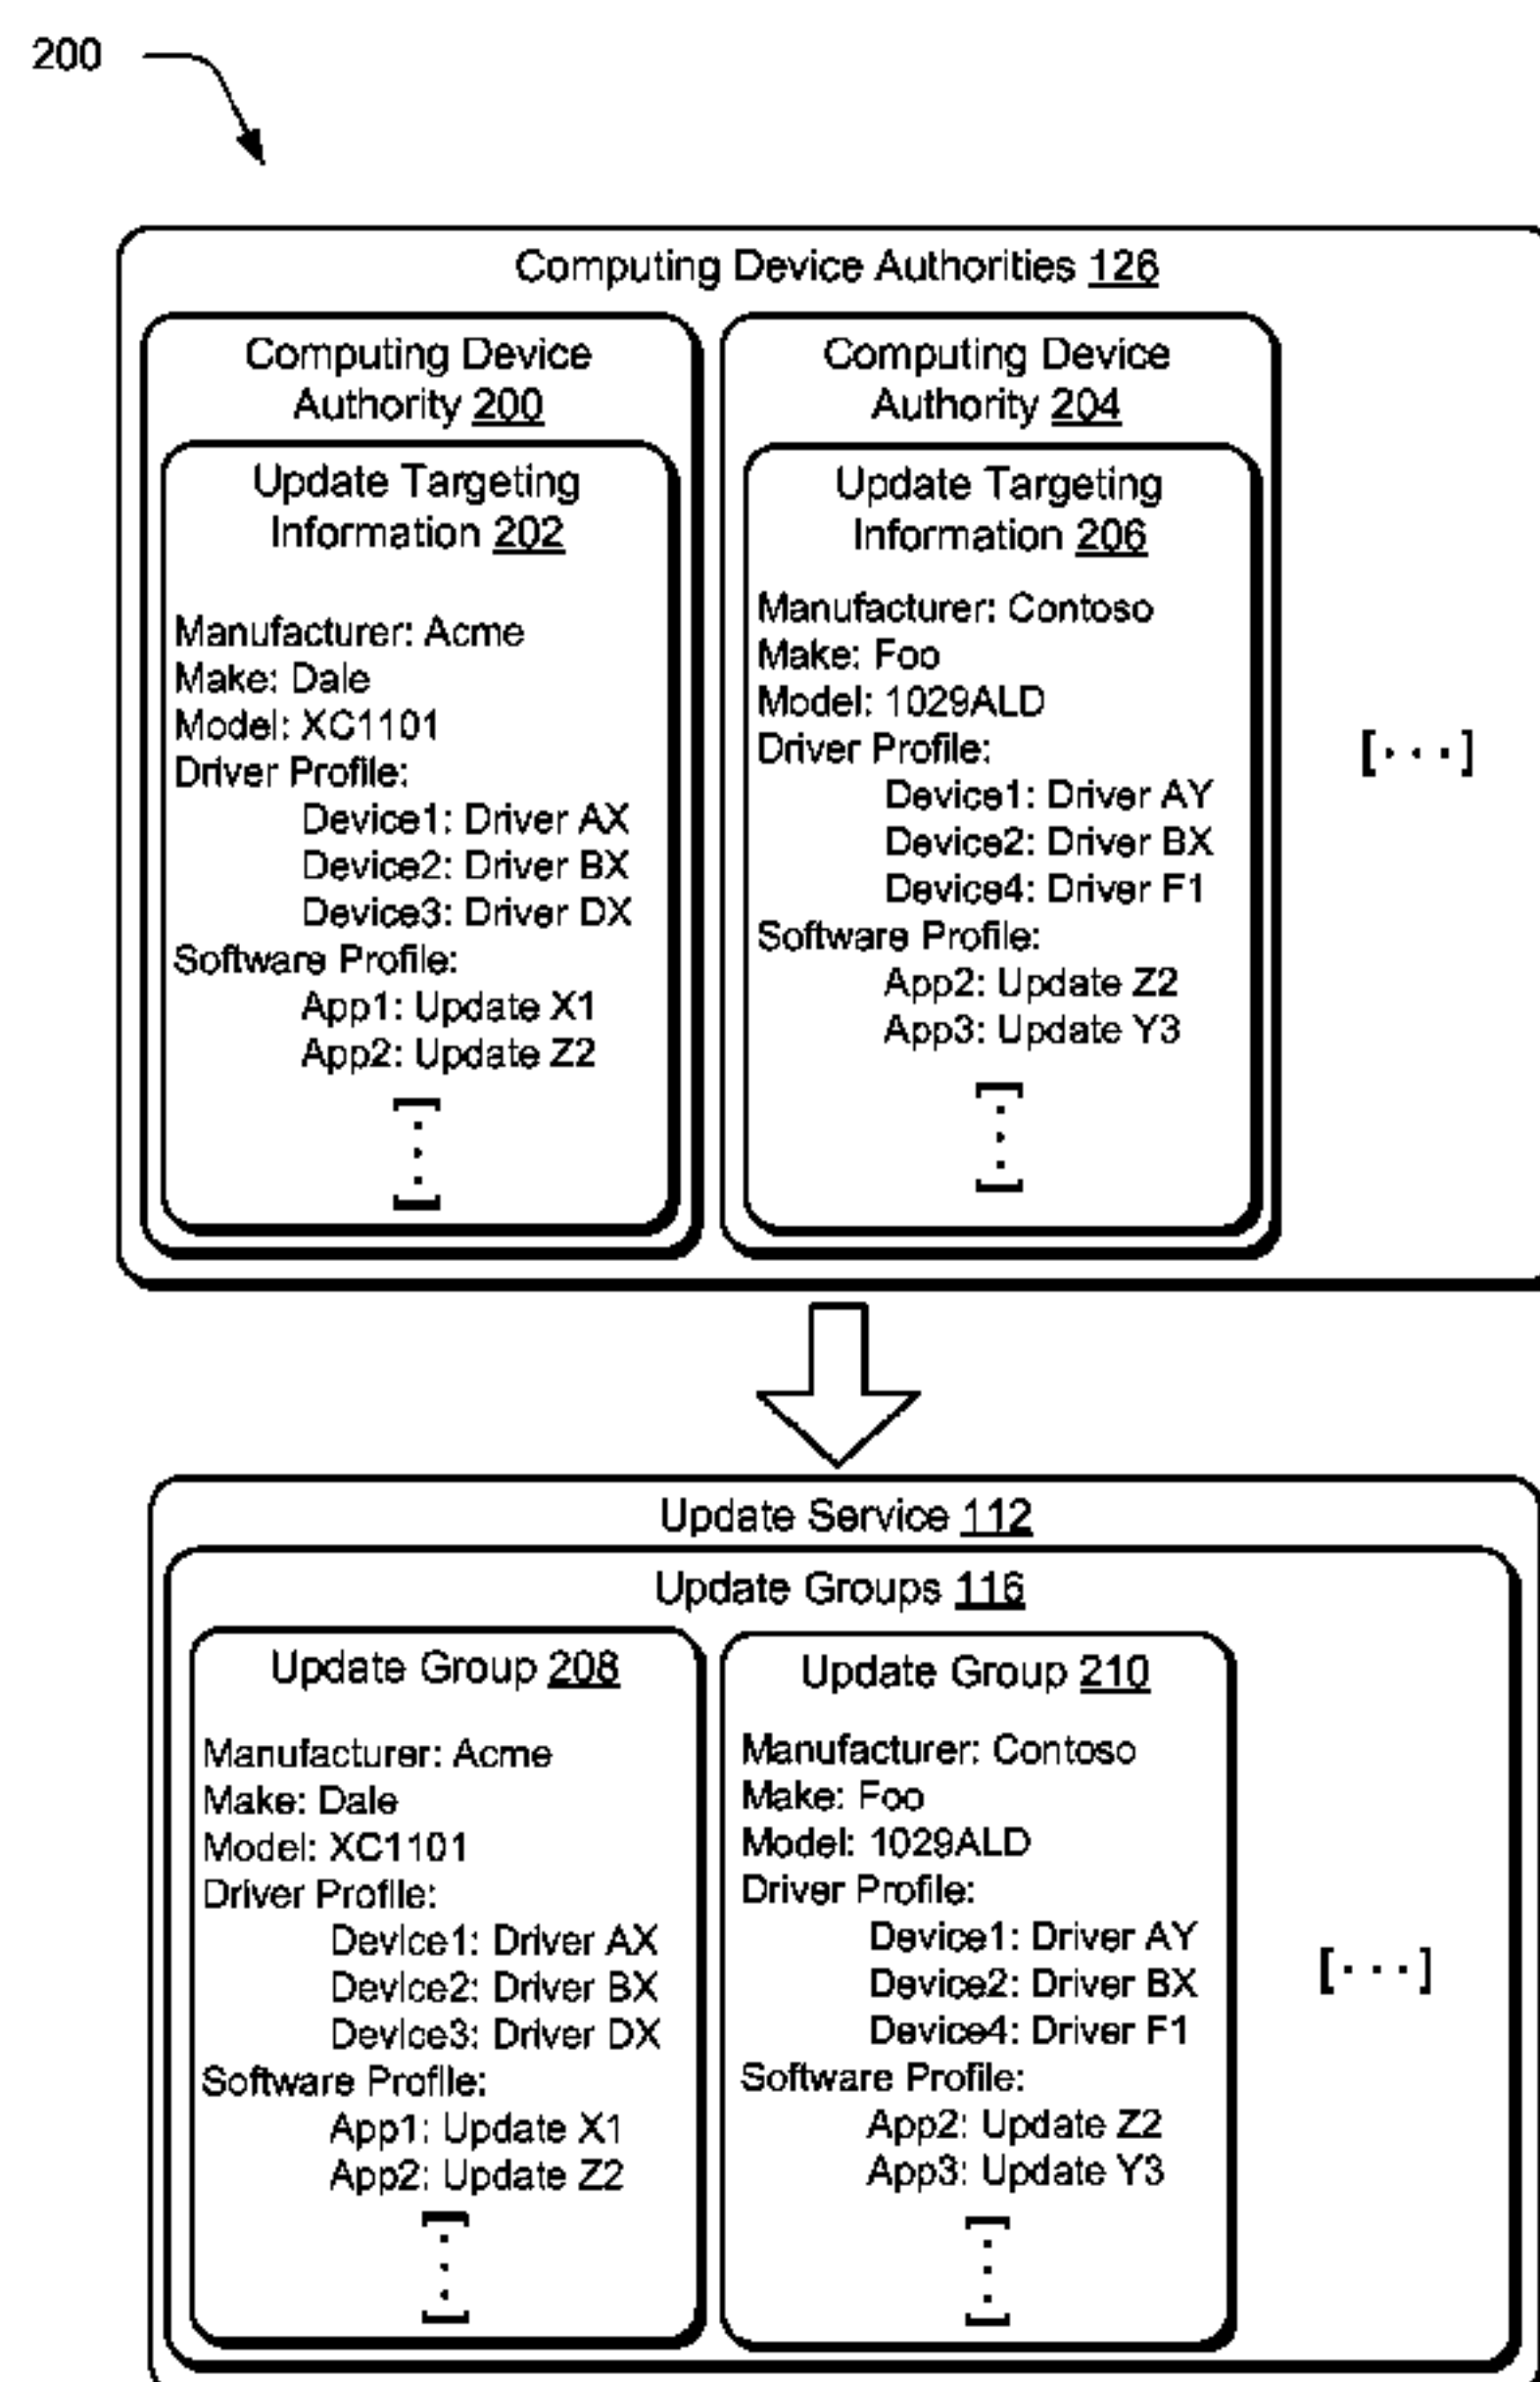 200
Computing Device Authorities 126
Computing Device
Authority 200
Update Targeting
Information 202
Manufacturer: Acme
Make: Dale
Model: XC1101
Driver Profile:
Device1: Driver AX
Device2: Driver BX
Device3: Driver DX
Software Profile:
App1: Update X1
App2: Update Z2
Computing Device
Authority 204
Update Targeting
Information 206
Manufacturer: Contoso
Make: Foo
Model: 1029ALD
Driver Profile:
Device1: Driver AY
Device2: Driver BX
Device4: Driver F1
Software Profile:
App2: Update Z2
App3: Update Y3
[...]
Update Service 112
Update Groups 116
Update Group 208
Manufacturer: Acme
Make: Dale
Model: XC1101
Driver Profile:
Device1: Driver AX
Device2: Driver BX
Device3: Driver DX
Software Profile:
App1: Update X1
App2: Update Z2
Update Group 210
Manufacturer: Contoso
Make: Foo
Model: 1029ALD
Driver Profile:
Device1: Driver AY
Device2: Driver BX
Device4: Driver F1
Software Profile:
App2: Update Z2
App3: Update Y3
[...]